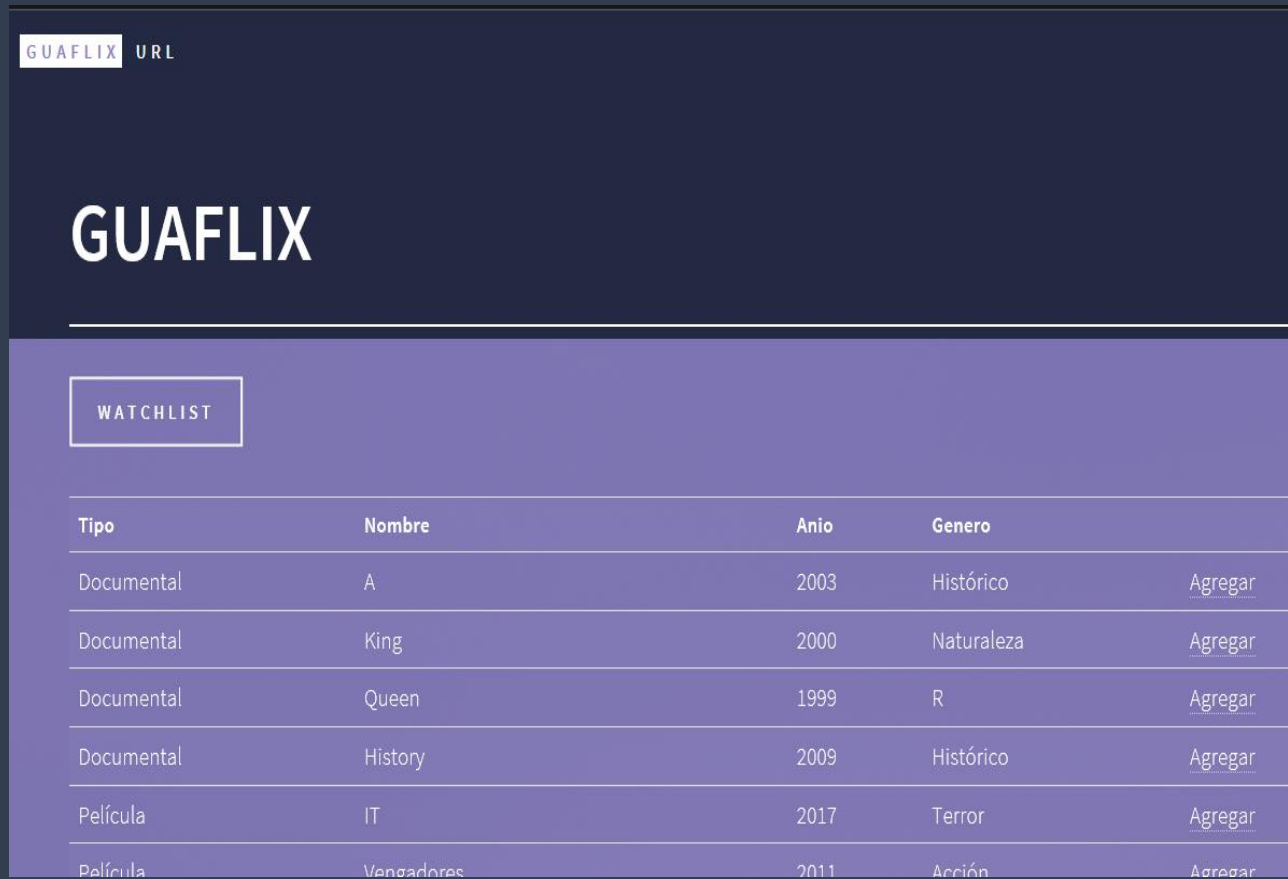 GUAFLIX URL
GUAFLIX
WATCHLIST
Tipo Nombre Anio Genero
Documental A 2003 Histórico Agregar
Documental King 2000 Naturaleza Agregar
Documental Queen 1999 R Agregar
Documental History 2009 Histórico Agregar
Película IT 2017 Terror Agregar
Película Vengadores 2011 Acción Agregar